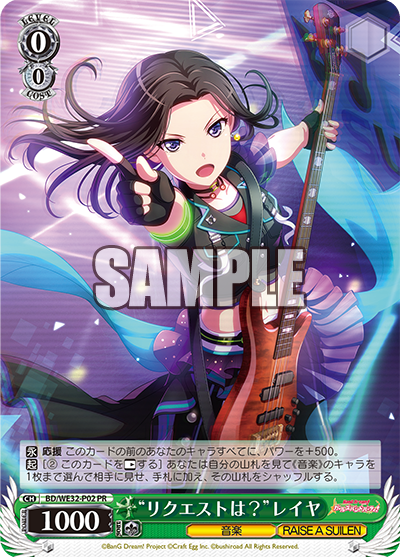 LEVEL
0
0
COST
SAMPLE
永 応援 このカードの前のあなたのキャラすべてに、パワーを+500。
起 [② このカードを する] あなたは自分の山札を見て《音楽》のキャラを
1枚まで選んで相手に見せ、手札に加え、その山札をシャッフルする。
CH BD/WE32-P02 PR
"リクエストは?"レイヤ
POWER 1000 SOUL
音楽 RAISE A SUILEN
©BanG Dream! Project ©Craft Egg Inc. ©bushiroad All Rights Reserved.